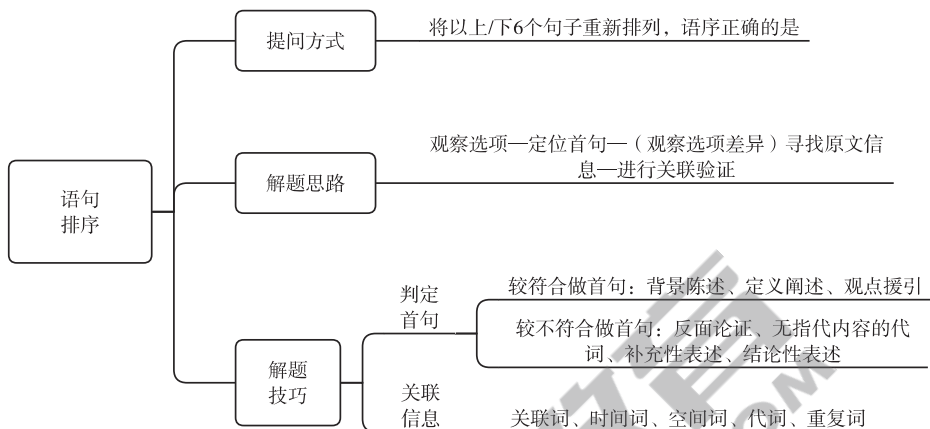 提问方式
将以上/下6个句子重新排列，语序正确的是
语句
排序
解题思路
观察选项—定位首句—（观察选项差异）寻找原文信
息—进行关联验证
解题
技巧
判定
首句
较符合做首句：背景陈述、定义阐述、观点援引
较不符合做首句：反面论证、无指代内容的代
词、补充性表述、结论性表述
关联
信息
关联词、时间词、空间词、代词、重复词
育
OM